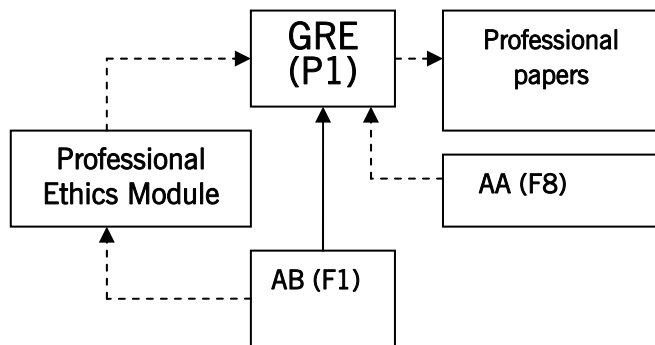 GRE
(P1)
Professional
papers
Professional
Ethics Module
AA (F8)
AB (F1)